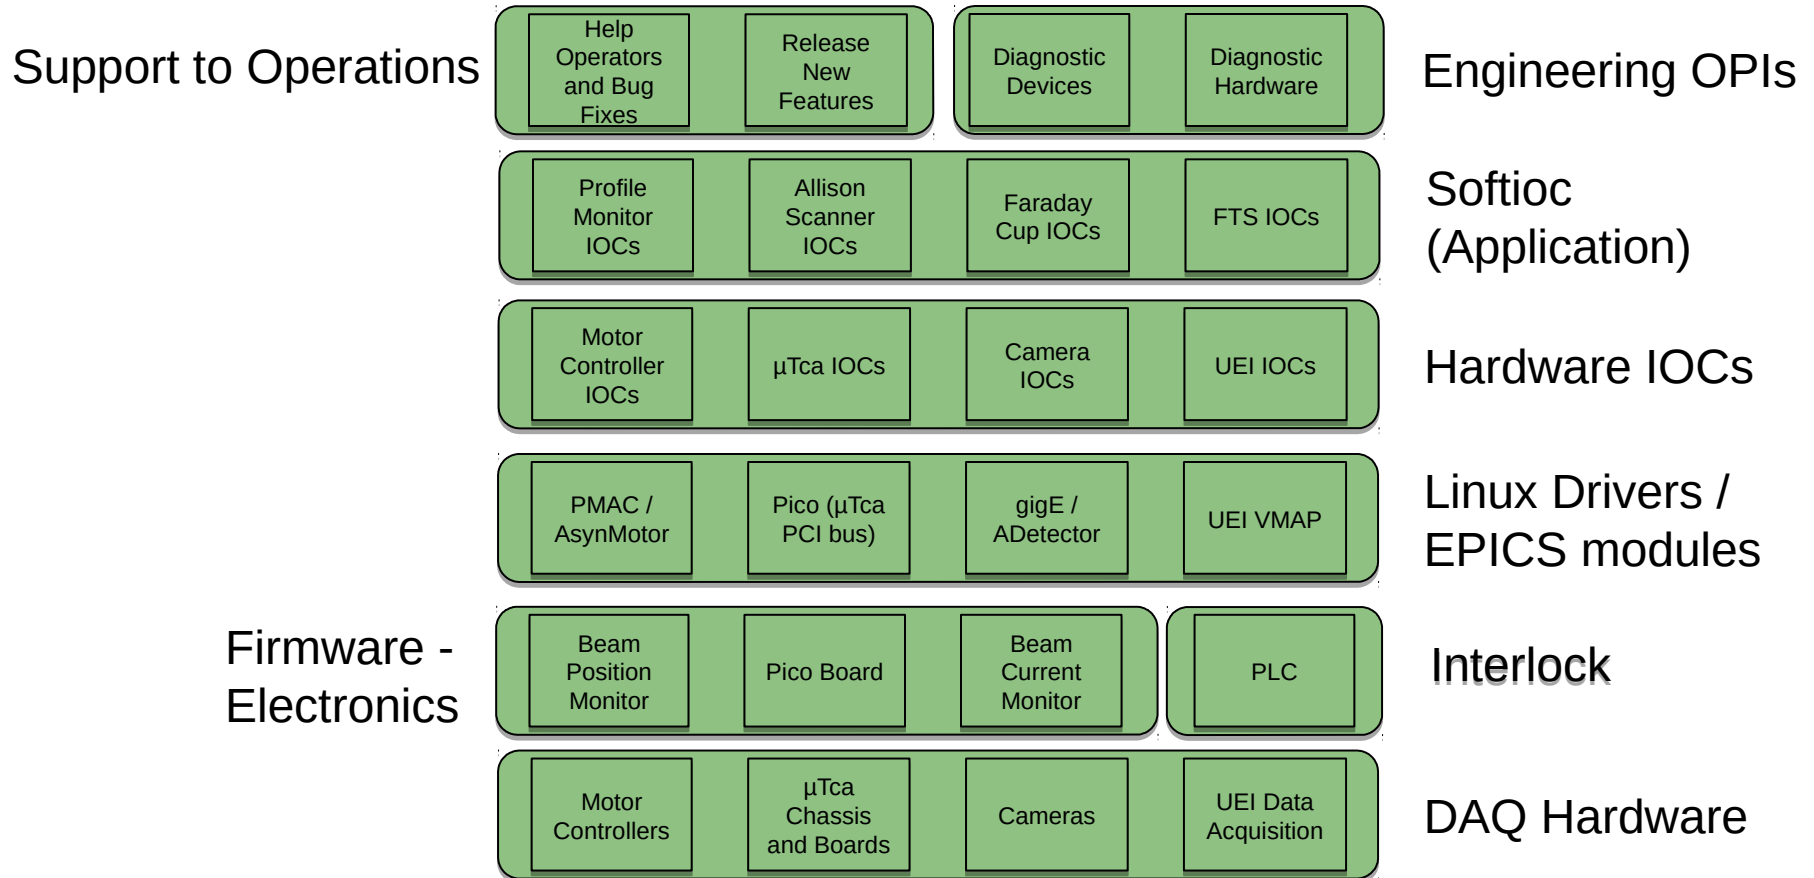 Support to Operations
Help
Operators
and Bug
Fixes
Release
New
Features
Diagnostic
Devices
Diagnostic
Hardware
Engineering OPIs
Profile
Monitor
IOCs
Allison
Scanner
IOCs
Faraday
Cup IOCs
FTS IOCs
Softioc
(Application)
Motor
Controller
IOCs
µTca IOCs
Camera
IOCs
UEI IOCs
Hardware IOCs
PMAC /
AsynMotor
Pico (µTca
PCI bus)
gigE /
ADetector
UEI VMAP
Linux Drivers /
EPICS modules
Firmware -
Electronics
Beam
Position
Monitor
Pico Board
Beam
Current
Monitor
PLC
Interlock
Motor
Controllers
µTca
Chassis
and Boards
Cameras
UEI Data
Acquisition
DAQ Hardware